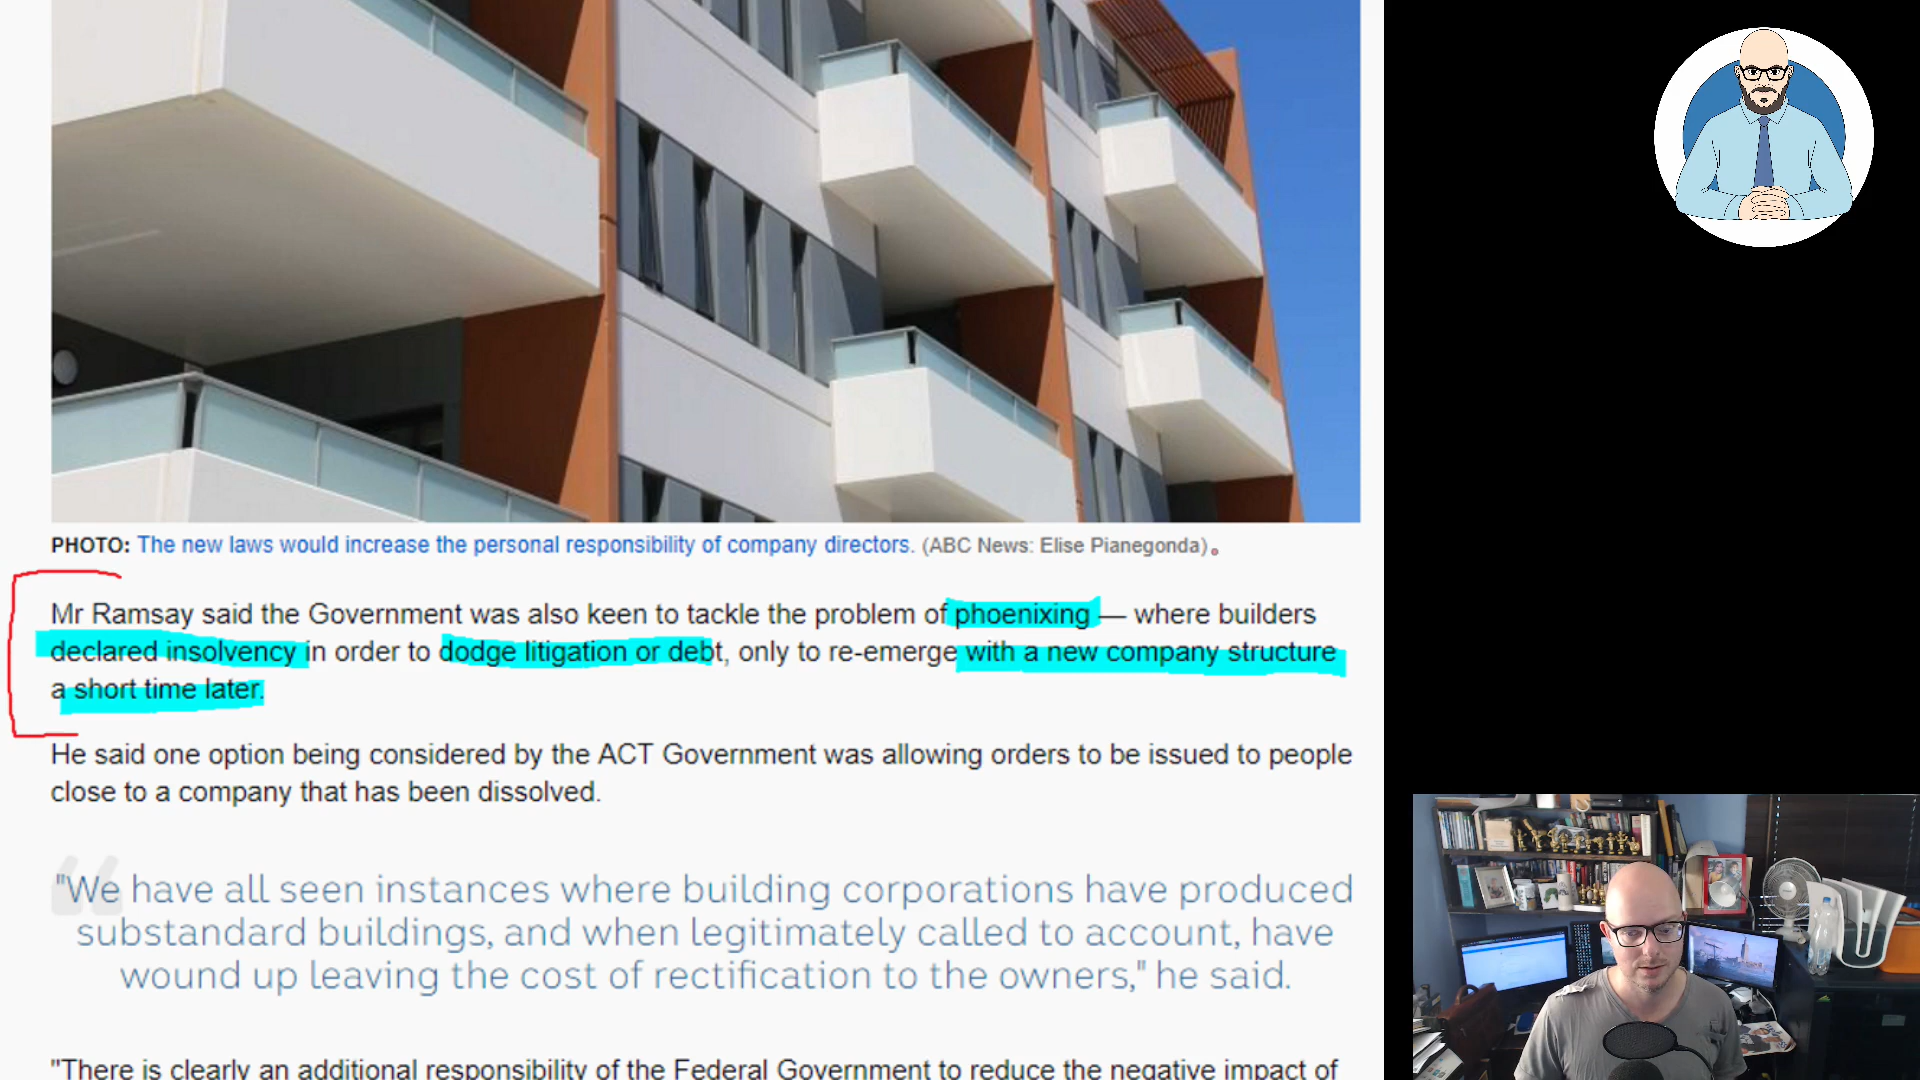 PHOTO: The new laws would increase the personal responsibility of company directors. (ABC News: Elise Pianegonda)
Mr Ramsay said the Government was also keen to tackle the problem of phoenixing — where builders
declared insolvency in order to dodge litigation or debt, only to re-emerge with a new company structure
a short time later.
He said one option being considered by the ACT Government was allowing orders to be issued to people
close to a company that has been dissolved.
"We have all seen instances where building corporations have produced
substandard buildings, and when legitimately called to account, have
wound up leaving the cost of rectification to the owners," he said.
"There is clearly an additional responsibility of the Federal Government to reduce the negative impact of